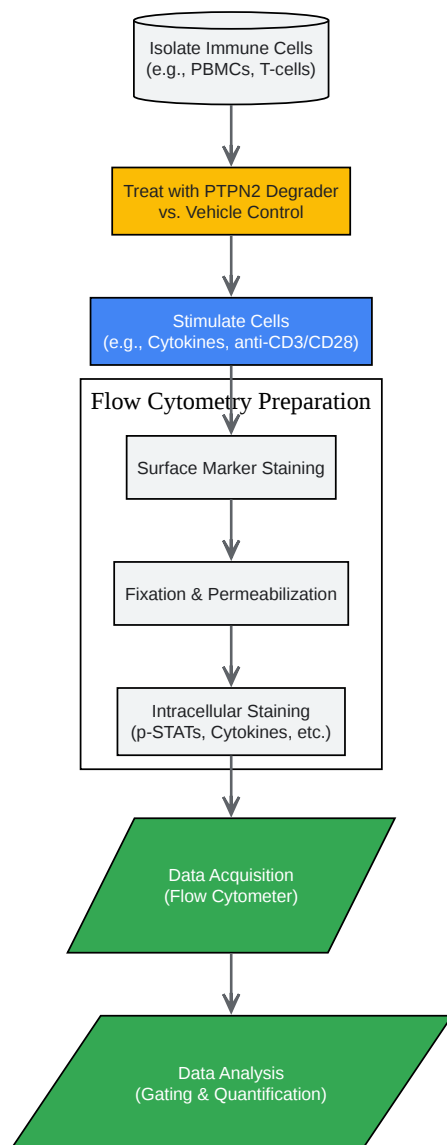 Isolate Immune Cells
(e.g., PBMCs, T-cells)
Treat with PTPN2 Degrader
vs. Vehicle Control
Stimulate Cells
(e.g., Cytokines, anti-CD3/CD28)
Flow Cytometry Preparation
Surface Marker Staining
Fixation & Permeabilization
Intracellular Staining
(p-STATs, Cytokines, etc.)
Data Acquisition
(Flow Cytometer)
Data Analysis
(Gating & Quantification)